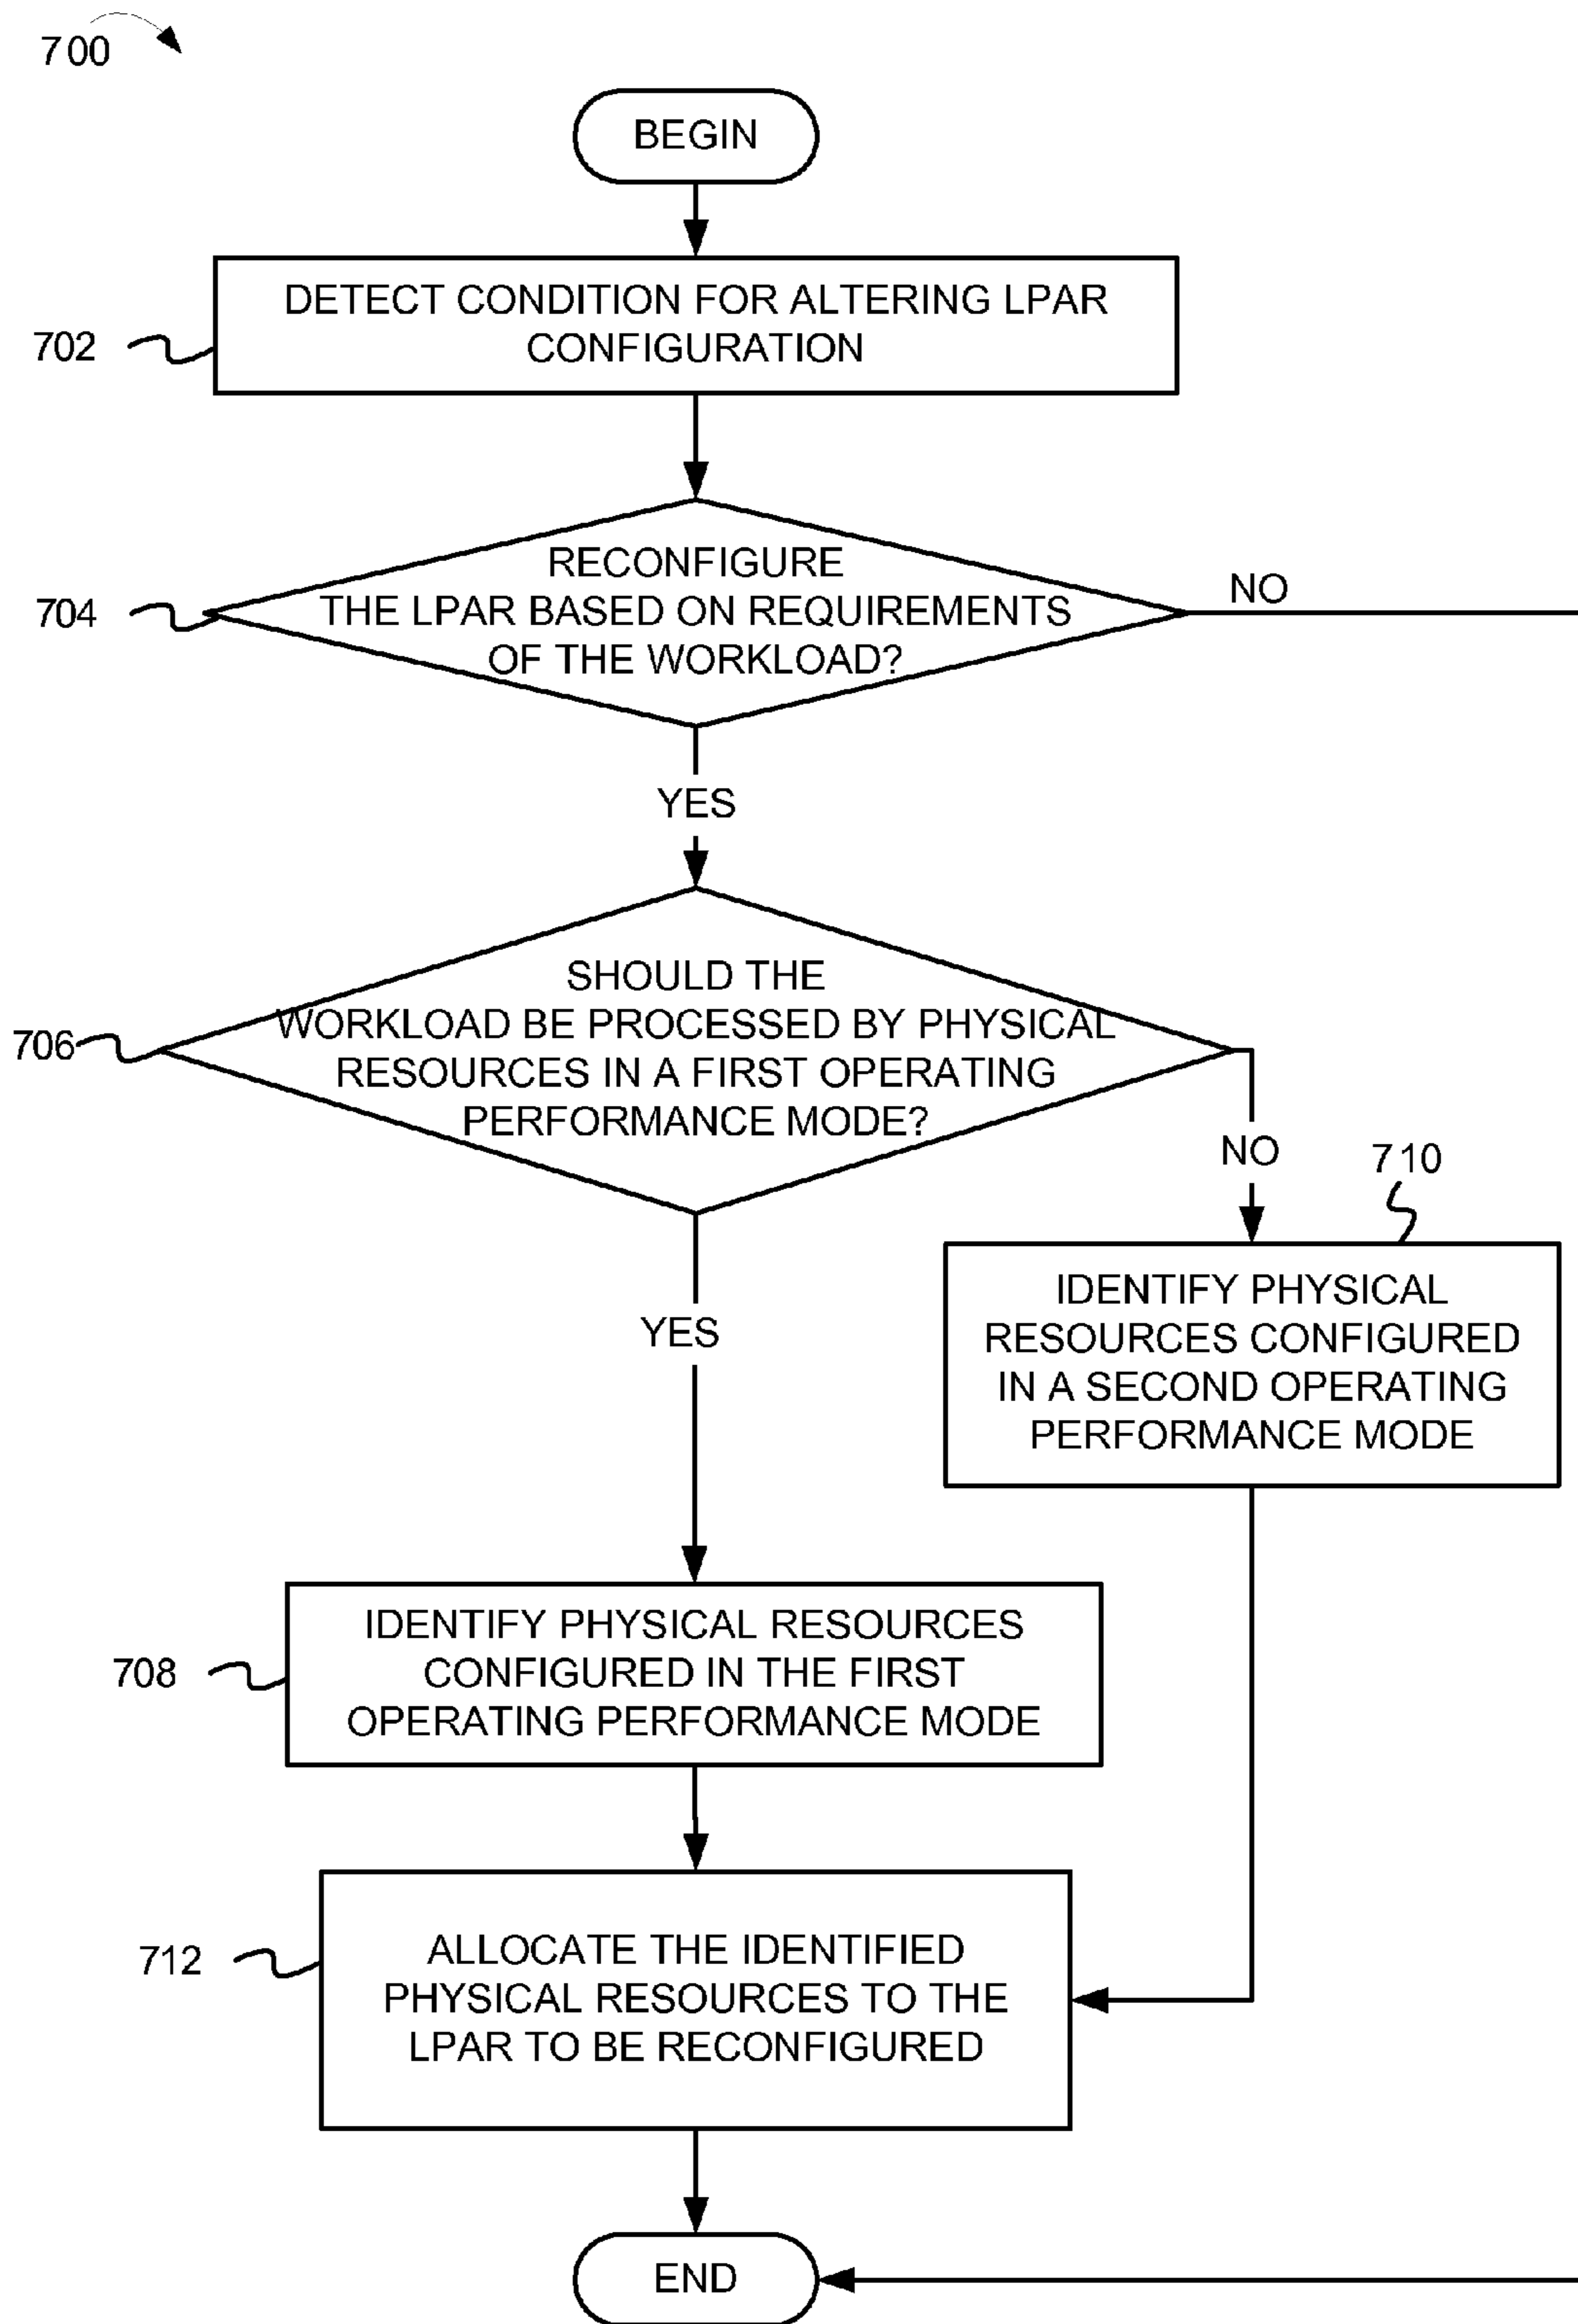 700
BEGIN
DETECT CONDITION FOR ALTERING LPAR
CONFIGURATION
702
RECONFIGURE
THE LPAR BASED ON REQUIREMENTS
OF THE WORKLOAD?
704
NO
YES
SHOULD THE
WORKLOAD BE PROCESSED BY PHYSICAL
RESOURCES IN A FIRST OPERATING
PERFORMANCE MODE?
706
NO
710
IDENTIFY PHYSICAL
RESOURCES CONFIGURED
IN A SECOND OPERATING
PERFORMANCE MODE
YES
IDENTIFY PHYSICAL RESOURCES
CONFIGURED IN THE FIRST
OPERATING PERFORMANCE MODE
708
ALLOCATE THE IDENTIFIED
PHYSICAL RESOURCES TO THE
LPAR TO BE RECONFIGURED
712
END